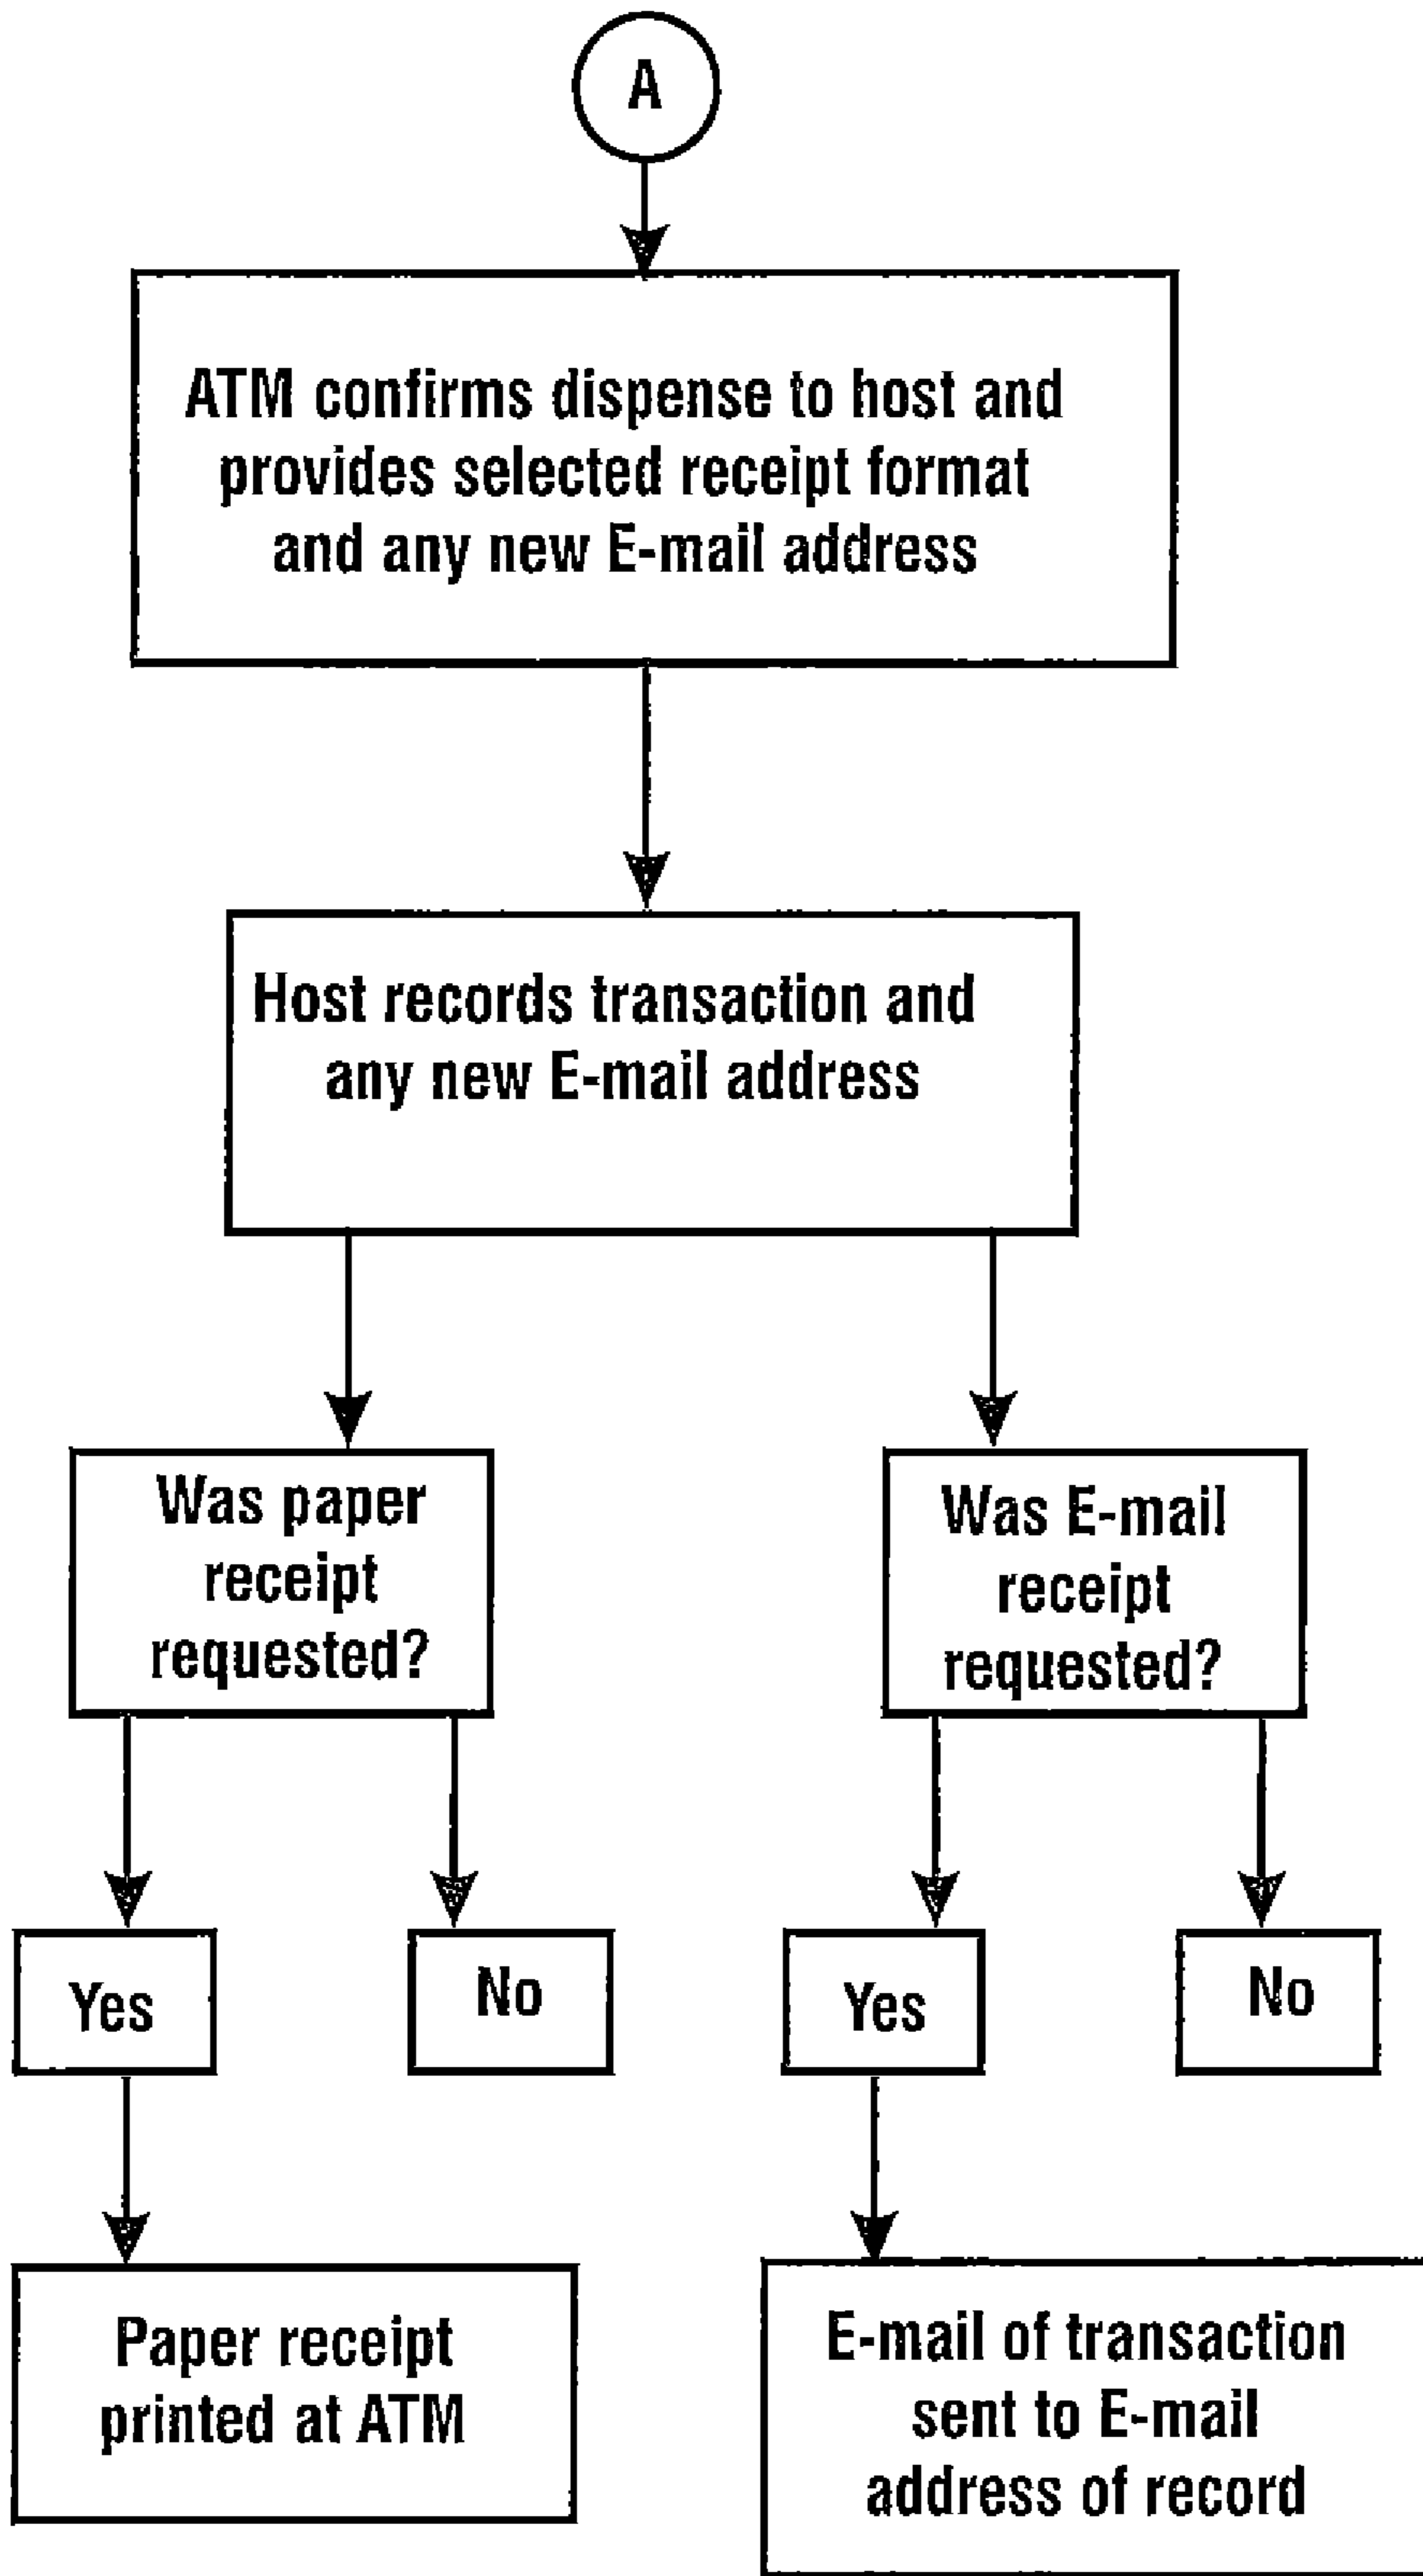 A
ATM confirms dispense to host and
provides selected receipt format
and any new E-mail address
Host records transaction and
any new E-mail address
Was paper
receipt
requested?
Was E-mail
receipt
requested?
Yes
No
Yes
No
Paper receipt
printed at ATM
E-mail of transaction
sent to E-mail
address of record